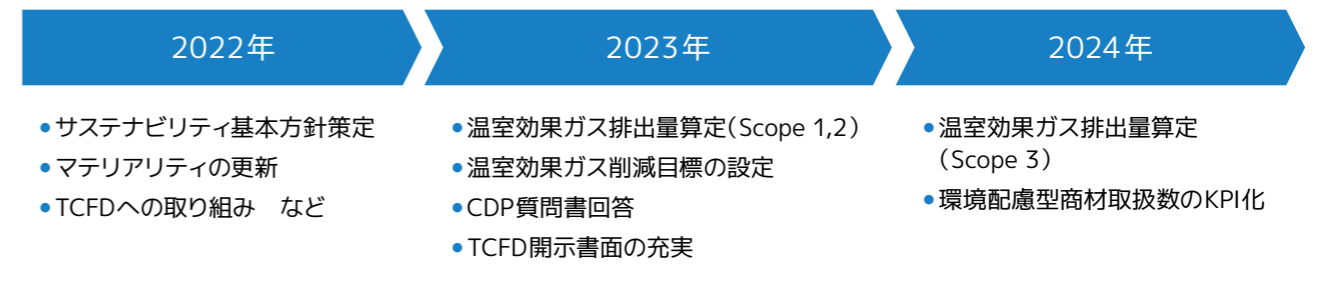 2022年
•サステナビリティ基本方針策定
•マテリアリティの更新
•TCFDへの取り組み　など
2023年
•温室効果ガス排出量算定（Scope 1,2）
•温室効果ガス削減目標の設定
•CDP質問書回答
•TCFD開示書面の充実
2024年
•温室効果ガス排出量算定
（Scope 3）
•環境配慮型商材取扱数のKPI化